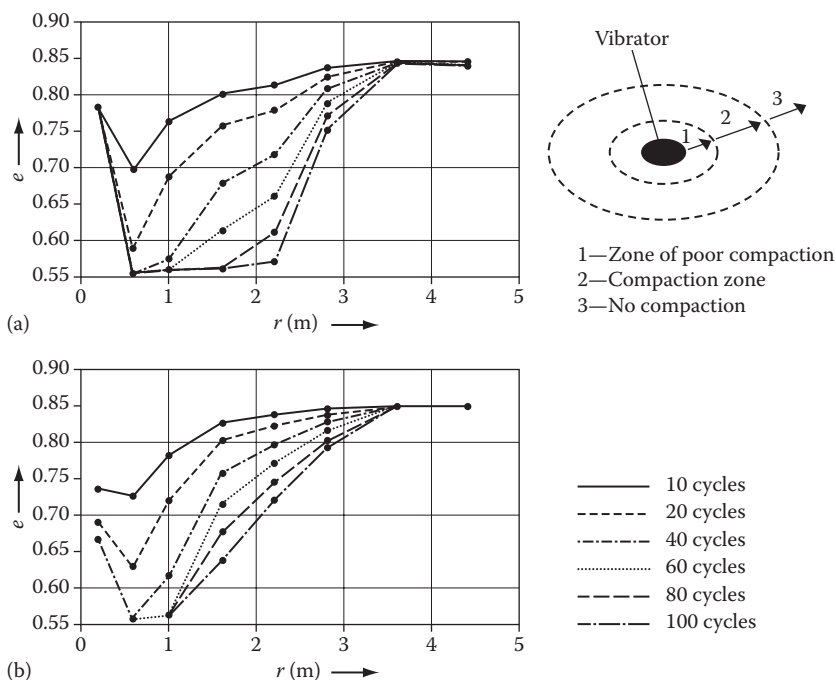 0.90
0.85
0.80
0.75
0.70
0.65
0.60
0.55
e
0 1 2 3 4 5
r (m)
(a)
Vibrator
1 2 3
1—Zone of poor compaction
2—Compaction zone
3—No compaction
0.90
0.85
0.80
0.75
0.70
0.65
0.60
0.55
e
0 1 2 3 4 5
r (m)
(b)
10 cycles
20 cycles
40 cycles
60 cycles
80 cycles
100 cycles